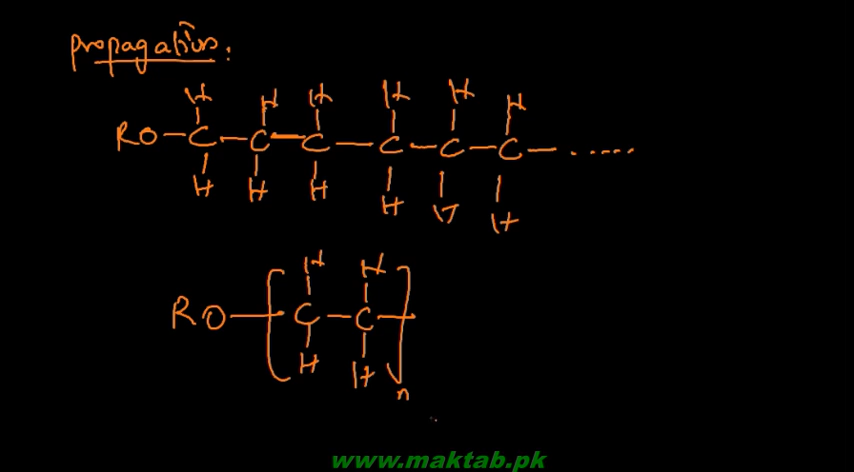 propagation:
H H H H H H
RO-C-C-C-C-C-C-.....
H H H H H H
H H
RO-[C-C-]
H H n
www.maktab.pk